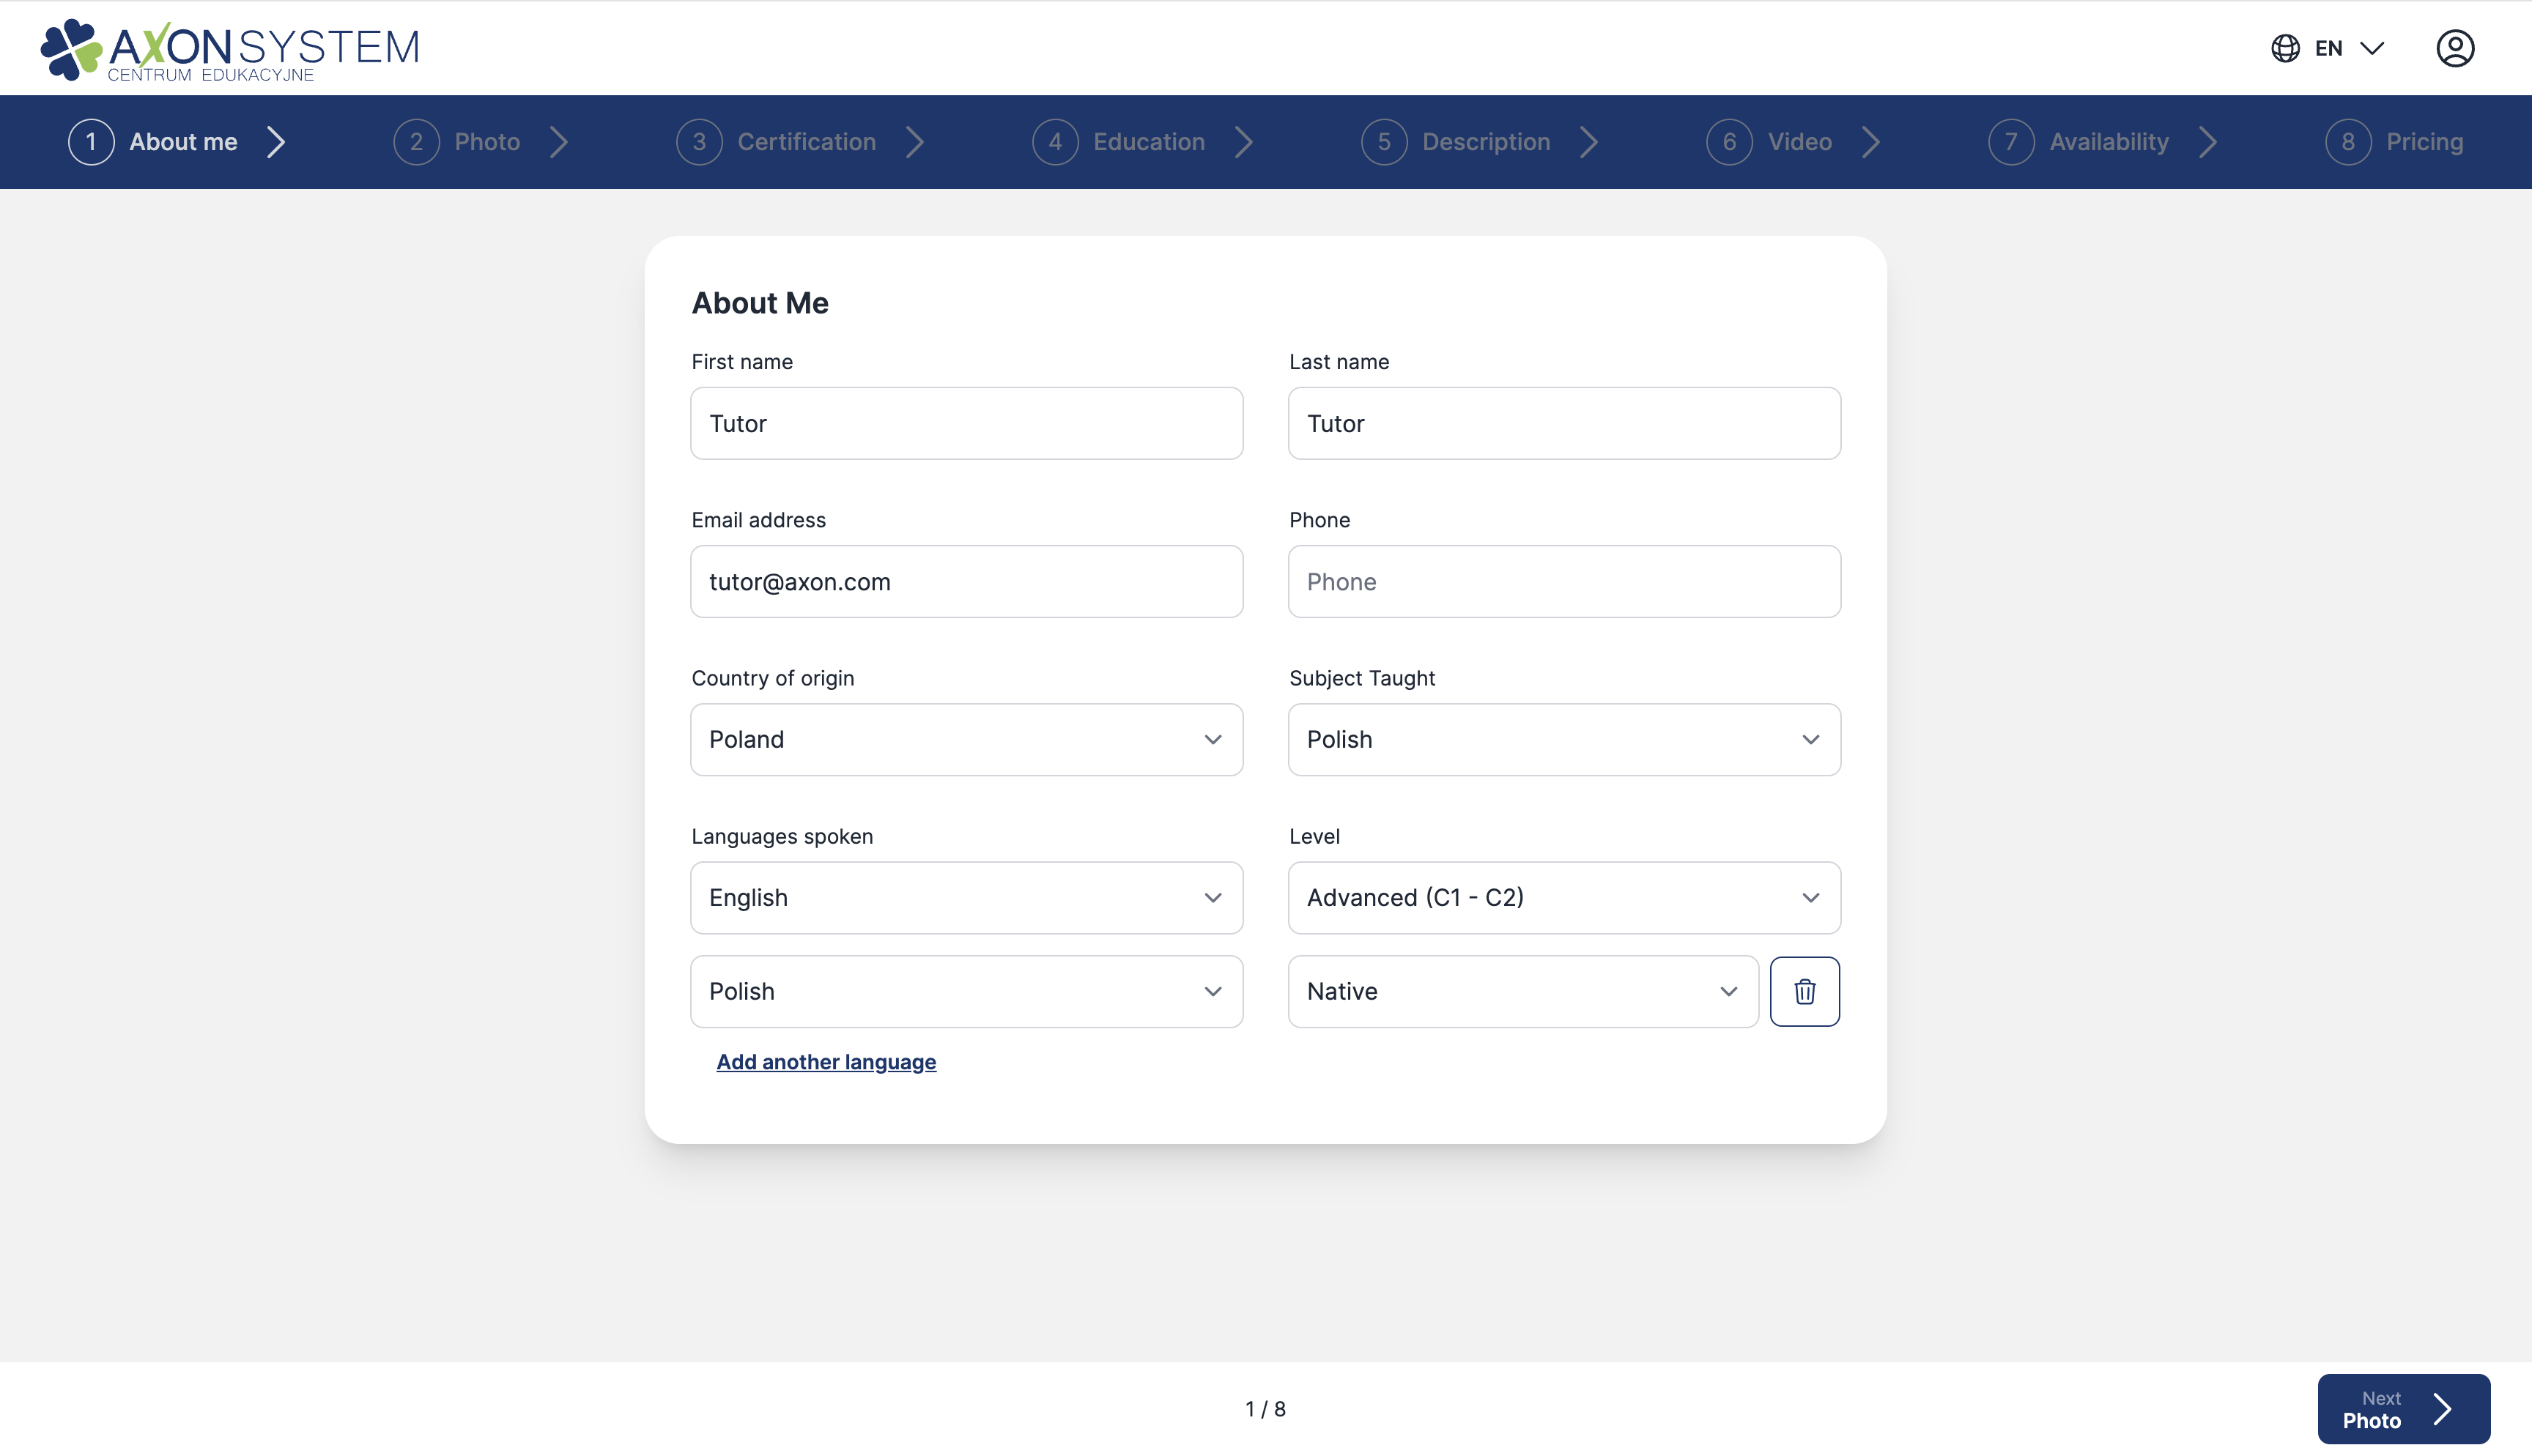 AXON SYSTEM
CENTRUM EDUKACYJNE
EN
1 About me 2 Photo 3 Certification 4 Education 5 Description 6 Video 7 Availability 8 Pricing
About Me
First name Last name
Tutor Tutor
Email address Phone
tutor@axon.com Phone
Country of origin Subject Taught
Poland Polish
Languages spoken Level
English Advanced (C1 - C2)
Polish Native
Add another language
1 / 8
Next
Photo